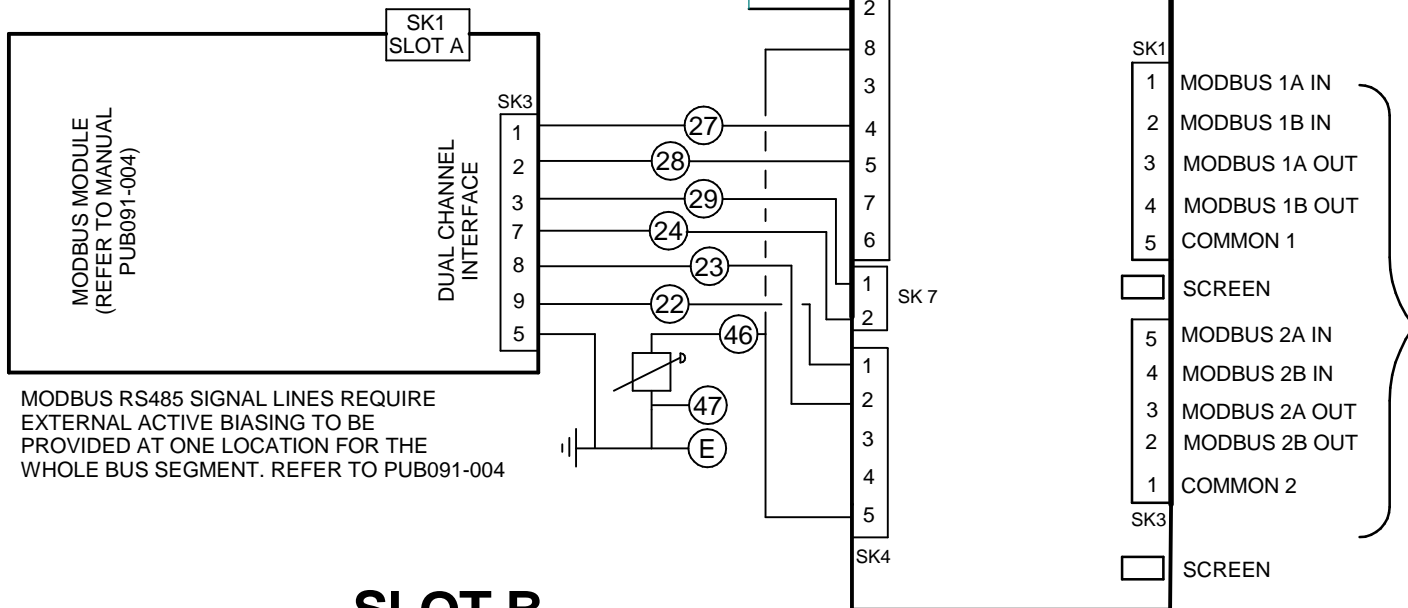 SK1
SLOT A
MODBUS MODULE
(REFER TO MANUAL
PUB091-004)
DUAL CHANNEL
INTERFACE
SK3
1
2
3
7
8
9
5
27
28
29
24
23
22
46
47
E
MODBUS RS485 SIGNAL LINES REQUIRE
EXTERNAL ACTIVE BIASING TO BE
PROVIDED AT ONE LOCATION FOR THE
WHOLE BUS SEGMENT. REFER TO PUB091-004
SLOT B
2
8
3
4
5
7
6
1
2
SK 7
1
2
3
4
5
SK4
SK1
1 MODBUS 1A IN
2 MODBUS 1B IN
3 MODBUS 1A OUT
4 MODBUS 1B OUT
5 COMMON 1
SCREEN
5 MODBUS 2A IN
4 MODBUS 2B IN
3 MODBUS 2A OUT
2 MODBUS 2B OUT
1 COMMON 2
SK3
SCREEN